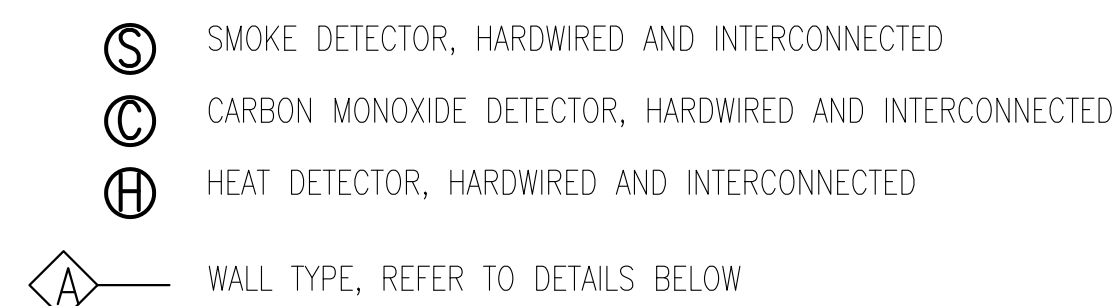 S SMOKE DETECTOR, HARDWIRED AND INTERCONNECTED
C CARBON MONOXIDE DETECTOR, HARDWIRED AND INTERCONNECTED
H HEAT DETECTOR, HARDWIRED AND INTERCONNECTED
A WALL TYPE, REFER TO DETAILS BELOW